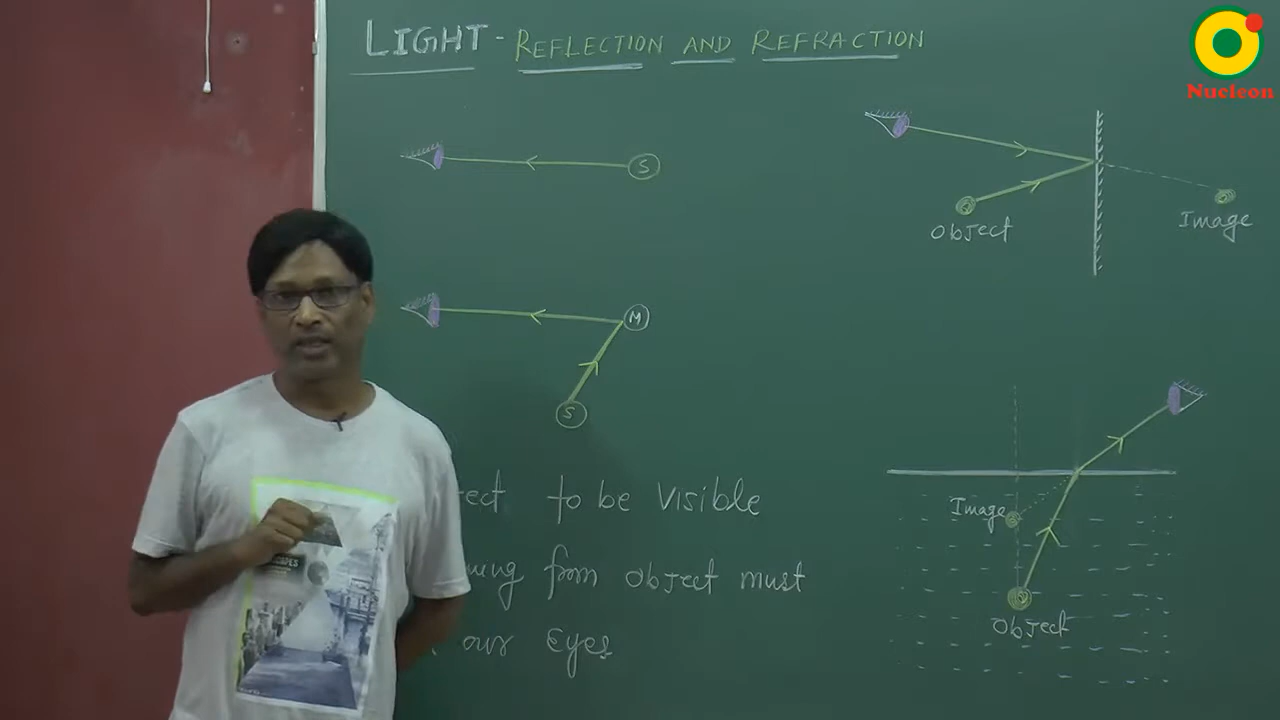 LIGHT - REFLECTION AND REFRACTION
Nucleon
S
Object
Image
M
S
to be visible
from object must
our Eyes
Image
Object